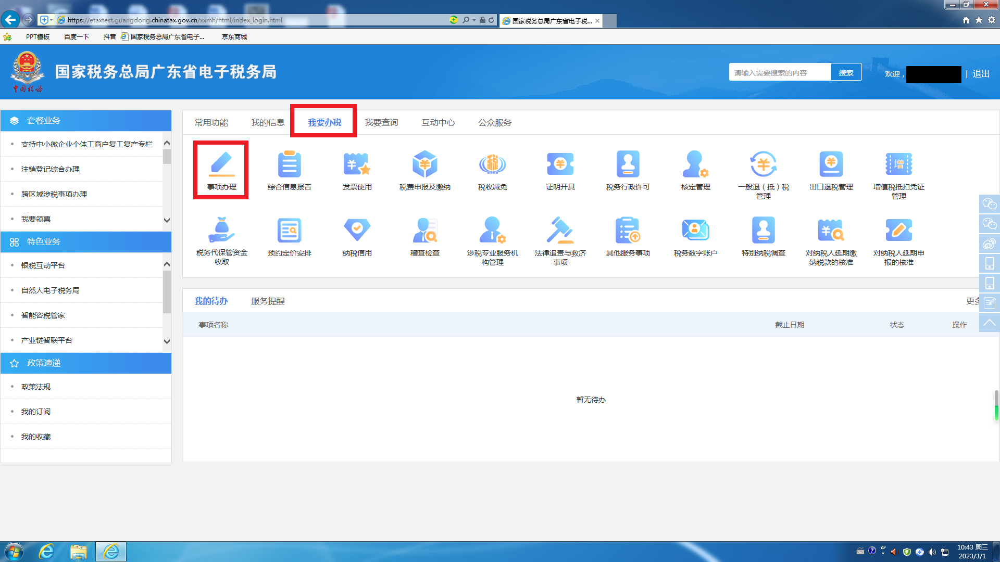 https://etaxtest.guangdong.chinatax.gov.cn/xxmh/html/index_login.html
国家税务总局广东省电子税...
PPT模板
百度一下
抖音
国家税务总局广东省电子...
京东商城
中国税务
国家税务总局广东省电子税务局
请输入需要搜索的内容
搜索
欢迎，
| 退出
套餐业务
支持中小微企业个体工商户复工复产专栏
注销登记综合办理
跨区域涉税事项办理
我要领票
特色业务
银税互动平台
自然人电子税务局
智能咨税管家
产业链智联平台
政策速递
政策法规
我的订阅
我的收藏
常用功能
我的信息
我要办税
我要查询
互动中心
公众服务
事项办理
综合信息报告
发票使用
税费申报及缴纳
税收减免
证明开具
税务行政许可
核定管理
一般退（抵）税
管理
出口退税管理
增值税抵扣凭证
管理
税务代保管资金
收取
预约定价安排
纳税信用
稽查检查
涉税专业服务机
构管理
法律追责与救济
事项
其他服务事项
税务数字账户
特别纳税调查
对纳税人延期缴
纳税款的核准
对纳税人延期申
报的核准
我的待办
服务提醒
更多
事项名称
截止日期
状态
操作
暂无待办
10:43 周三
2023/3/1